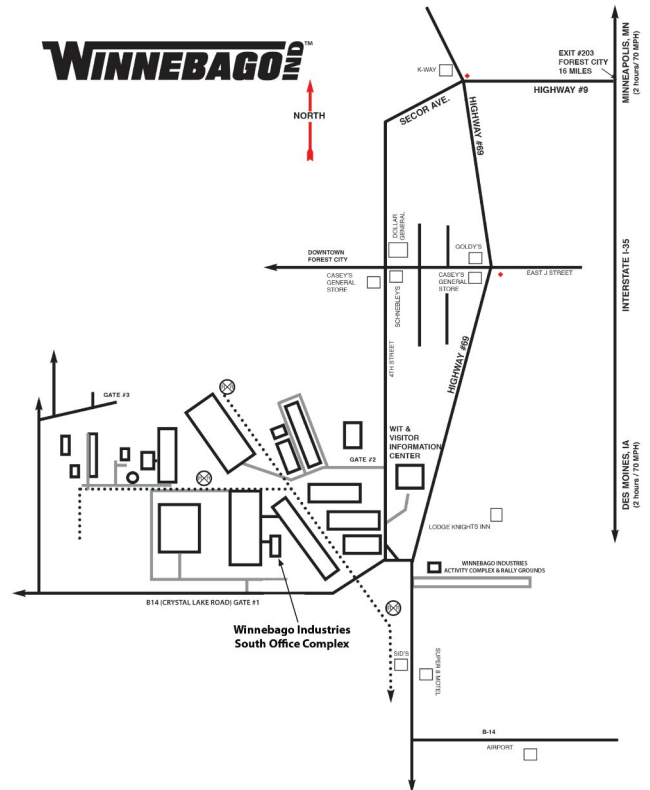 WINNEBAGO IND™
NORTH
K-WAY
EXIT #203
FOREST CITY
16 MILES
HIGHWAY #9
MINNEAPOLIS, MN
(2 hours/ 70 MPH)
SECOR AVE.
HIGHWAY #69
DOLLAR
GENERAL
GOLDY'S
DOWNTOWN
FOREST CITY
CASEY'S
GENERAL
STORE
SCHNEBLEY'S
CASEY'S
GENERAL
STORE
EAST J STREET
INTERSTATE I-35
4TH STREET
HIGHWAY #69
GATE #3
WIT &
VISITOR
INFORMATION
CENTER
GATE #2
DES MOINES, IA
(2 hours / 70 MPH)
LODGE KNIGHTS INN
WINNEBAGO INDUSTRIES
ACTIVITY COMPLEX & RALLY GROUNDS
B14 (CRYSTAL LAKE ROAD) GATE #1
Winnebago Industries
South Office Complex
SID'S
SUPER 8 MOTEL
B-14
AIRPORT